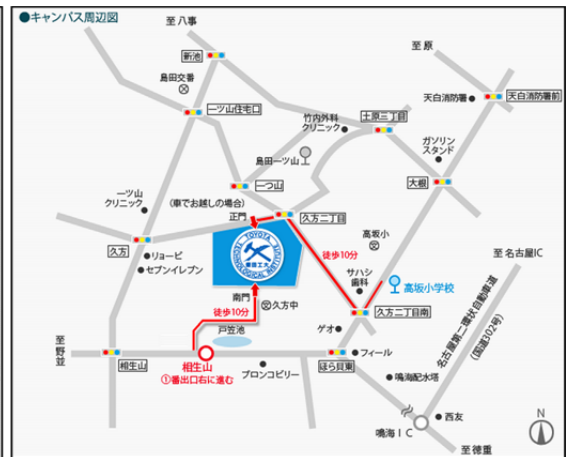 ●キャンパス周辺図
至八事
至原
新池
島田交番
天白消防署
天白消防署前
一ツ山住宅口
竹内外科
クリニック
土原三丁目
ガソリン
スタンド
島田一ツ山
一つ山
大根
一ツ山
クリニック
(車でお越しの場合)
正門
久方二丁目
高坂小
久方
リョービ
セブンイレブン
TOYOTA
TECHNOLOGICAL INSTITUTE
豊田工大
徒歩10分
サハシ
歯科
高坂小学校
至名古屋IC
名古屋第二環状自動車道
(国道302号)
南門
久方中
徒歩10分
久方二丁目南
戸笠池
ゲオ
至野並
相生山
相生山
①番出口右に進む
ブロンコビリー
ほら貝東
フィール
鳴海配水塔
西友
鳴海IC
至徳重
N